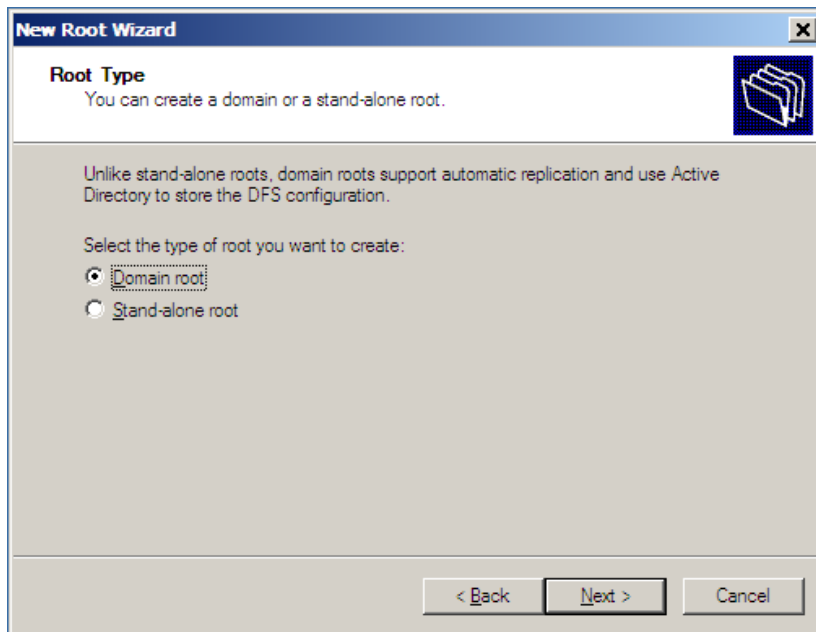 New Root Wizard
Root Type
You can create a domain or a stand-alone root.
Unlike stand-alone roots, domain roots support automatic replication and use Active
Directory to store the DFS configuration.
Select the type of root you want to create:
Domain root
Stand-alone root
< Back Next > Cancel